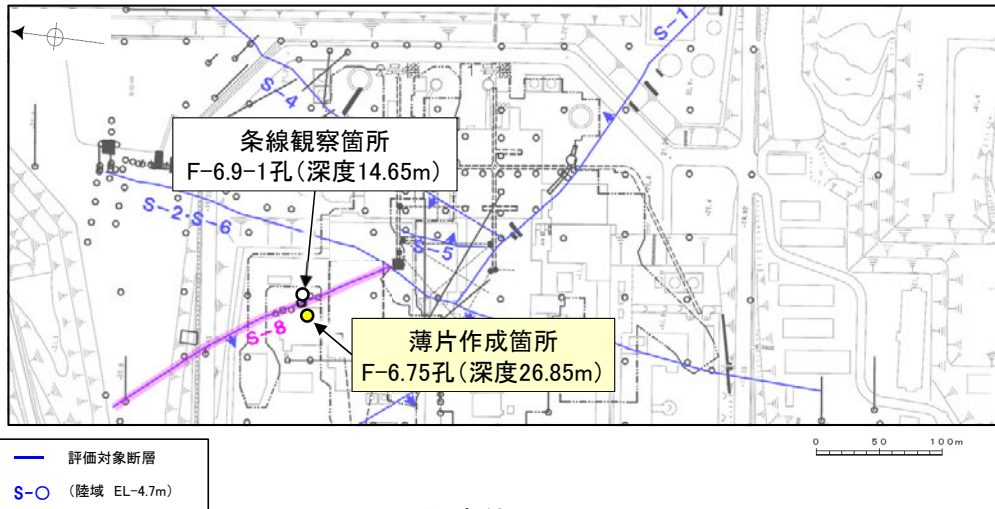 S-1
S-4
条線観察箇所
F-6.9-1孔(深度14.65m)
S-2・S-6
S-5
S-8
薄片作成箇所
F-6.75孔(深度26.85m)
0 50 100m
評価対象断層
S-○ (陸域 EL-4.7m)